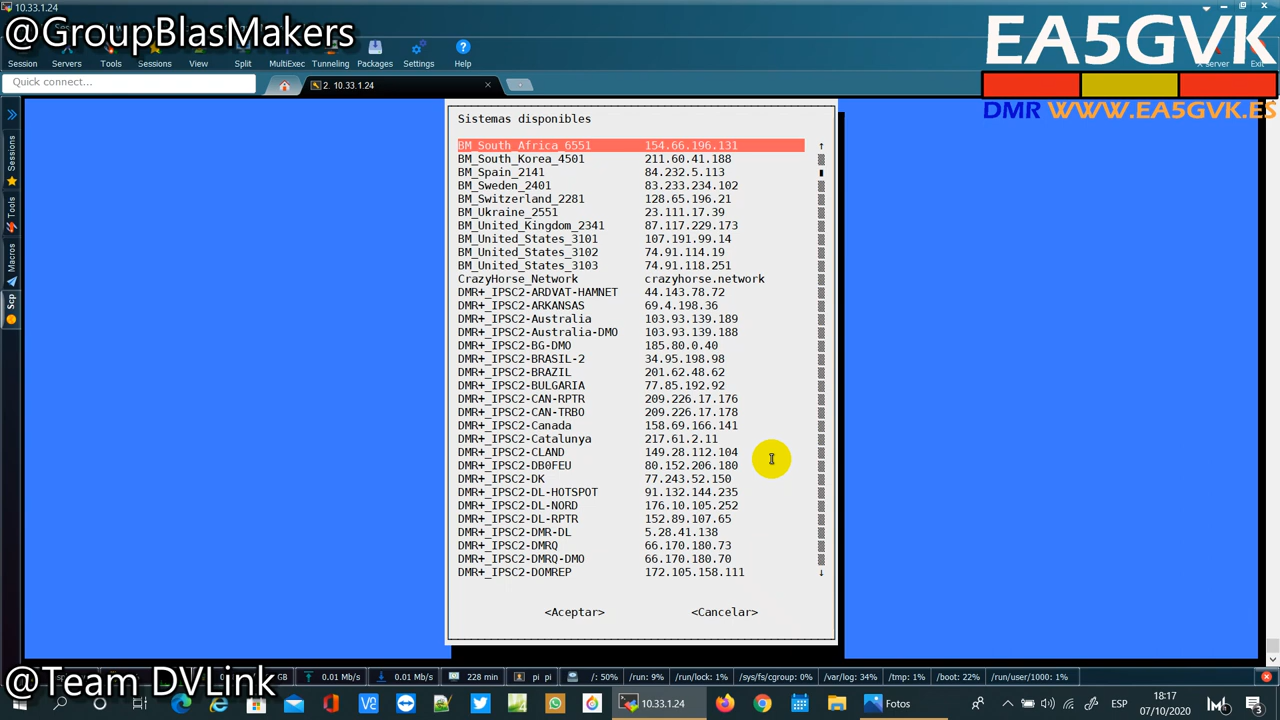 10.33.1.24
@GroupBlasMakers
EA5GVK
Session Servers Tools Sessions View Split MultiExec Tunneling Packages Settings Help
X server Exit
Quick connect...
2. 10.33.1.24
DMR WWW.EA5GVK.ES
Sessions
Tools
Macros
Scp
Sistemas disponibles
BM_South_Africa_6551 154.66.196.131
BM_South_Korea_4501 211.60.41.188
BM_Spain_2141 84.232.5.113
BM_Sweden_2401 83.233.234.102
BM_Switzerland_2281 128.65.196.21
BM_Ukraine_2551 23.111.17.39
BM_United_Kingdom_2341 87.117.229.173
BM_United_States_3101 107.191.99.14
BM_United_States_3102 74.91.114.19
BM_United_States_3103 74.91.118.251
CrazyHorse_Network crazyhorse.network
DMR+_IPSC2-ARDVAT-HAMNET 44.143.78.72
DMR+_IPSC2-ARKANSAS 69.4.198.36
DMR+_IPSC2-Australia 103.93.139.189
DMR+_IPSC2-Australia-DMO 103.93.139.188
DMR+_IPSC2-BG-DMO 185.80.0.40
DMR+_IPSC2-BRASIL-2 34.95.198.98
DMR+_IPSC2-BRAZIL 201.62.48.62
DMR+_IPSC2-BULGARIA 77.85.192.92
DMR+_IPSC2-CAN-RPTR 209.226.17.176
DMR+_IPSC2-CAN-TRBO 209.226.17.178
DMR+_IPSC2-Canada 158.69.166.141
DMR+_IPSC2-Catalunya 217.61.2.11
DMR+_IPSC2-CLAND 149.28.112.104
DMR+_IPSC2-DB0FEU 80.152.206.180
DMR+_IPSC2-DK 77.243.52.150
DMR+_IPSC2-DL-HOTSPOT 91.132.144.235
DMR+_IPSC2-DL-NORD 176.10.105.252
DMR+_IPSC2-DL-RPTR 152.89.107.65
DMR+_IPSC2-DMR-DL 5.28.41.138
DMR+_IPSC2-DMRQ 66.170.180.73
DMR+_IPSC2-DMRQ-DMO 66.170.180.70
DMR+_IPSC2-DOMREP 172.105.158.111
<Aceptar> <Cancelar>
@Team DVLink
0.01 Mb/s 0.01 Mb/s 228 min pi pi /: 50% /run: 9% /run/lock: 1% /sys/fs/cgroup: 0% /var/log: 34% /tmp: 1% /boot: 22% /run/user/1000: 1%
10.33.1.24
Fotos
ESP
18:17
07/10/2020
3